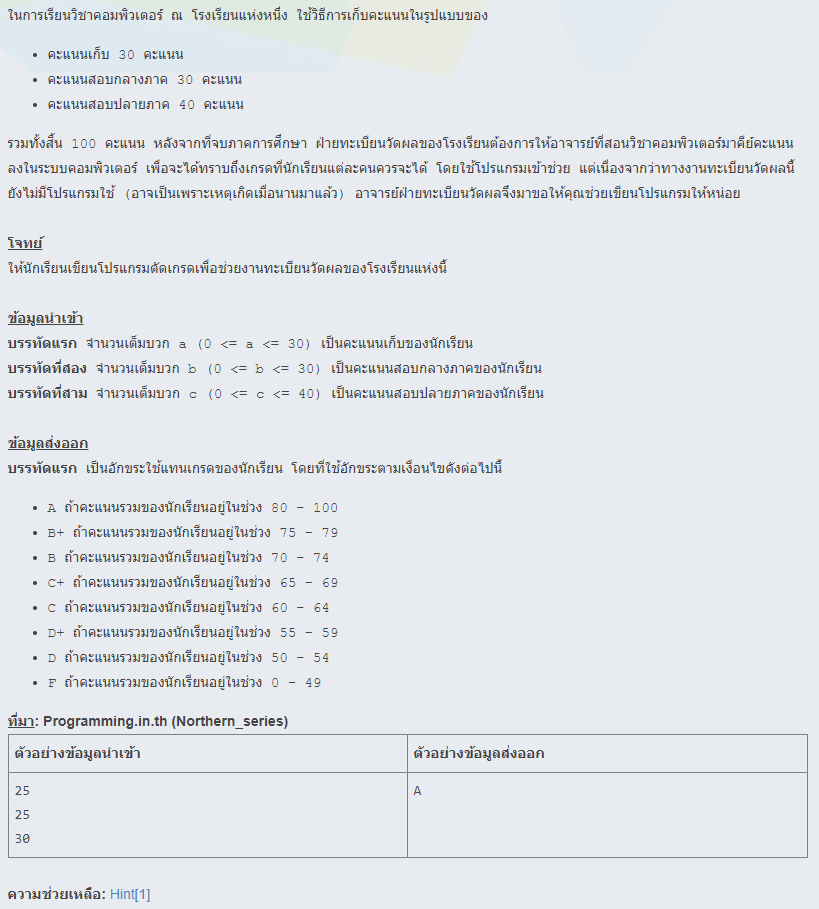 ในการเรียนวิชาคอมพิวเตอร์ ณ โรงเรียนแห่งหนึ่ง ใช้วิธีการเก็บคะแนนในรูปแบบของ
• คะแนนเก็บ 30 คะแนน
• คะแนนสอบกลางภาค 30 คะแนน
• คะแนนสอบปลายภาค 40 คะแนน
รวมทั้งสิ้น 100 คะแนน หลังจากที่จบภาคการศึกษา ฝ่ายทะเบียนวัดผลของโรงเรียนต้องการให้อาจารย์ที่สอนวิชาคอมพิวเตอร์มาคีย์คะแนน
ลงในระบบคอมพิวเตอร์ เพื่อจะได้ทราบถึงเกรดที่นักเรียนแต่ละคนควรจะได้ โดยใช้โปรแกรมเข้าช่วย แต่เนื่องจากว่าทางงานทะเบียนวัดผลนี้
ยังไม่มีโปรแกรมใช้ (อาจเป็นเพราะเหตุเกิดเมื่อนานมาแล้ว) อาจารย์ฝ่ายทะเบียนวัดผลจึงมาขอให้คุณช่วยเขียนโปรแกรมให้หน่อย
โจทย์
ให้นักเรียนเขียนโปรแกรมตัดเกรดเพื่อช่วยงานทะเบียนวัดผลของโรงเรียนแห่งนี้
ข้อมูลนำเข้า
บรรทัดแรก จำนวนเต็มบวก a (0 <= a <= 30) เป็นคะแนนเก็บของนักเรียน
บรรทัดที่สอง จำนวนเต็มบวก b (0 <= b <= 30) เป็นคะแนนสอบกลางภาคของนักเรียน
บรรทัดที่สาม จำนวนเต็มบวก c (0 <= c <= 40) เป็นคะแนนสอบปลายภาคของนักเรียน
ข้อมูลส่งออก
บรรทัดแรก เป็นอักขระใช้แทนเกรดของนักเรียน โดยที่ใช้อักขระตามเงื่อนไขดังต่อไปนี้
• A ถ้าคะแนนรวมของนักเรียนอยู่ในช่วง 80 - 100
• B+ ถ้าคะแนนรวมของนักเรียนอยู่ในช่วง 75 - 79
• B ถ้าคะแนนรวมของนักเรียนอยู่ในช่วง 70 - 74
• C+ ถ้าคะแนนรวมของนักเรียนอยู่ในช่วง 65 - 69
• C ถ้าคะแนนรวมของนักเรียนอยู่ในช่วง 60 - 64
• D+ ถ้าคะแนนรวมของนักเรียนอยู่ในช่วง 55 - 59
• D ถ้าคะแนนรวมของนักเรียนอยู่ในช่วง 50 - 54
• F ถ้าคะแนนรวมของนักเรียนอยู่ในช่วง 0 - 49
ที่มา: Programming.in.th (Northern_series)
ตัวอย่างข้อมูลนำเข้า
ตัวอย่างข้อมูลส่งออก
25
25
30
A
ความช่วยเหลือ: Hint[1]